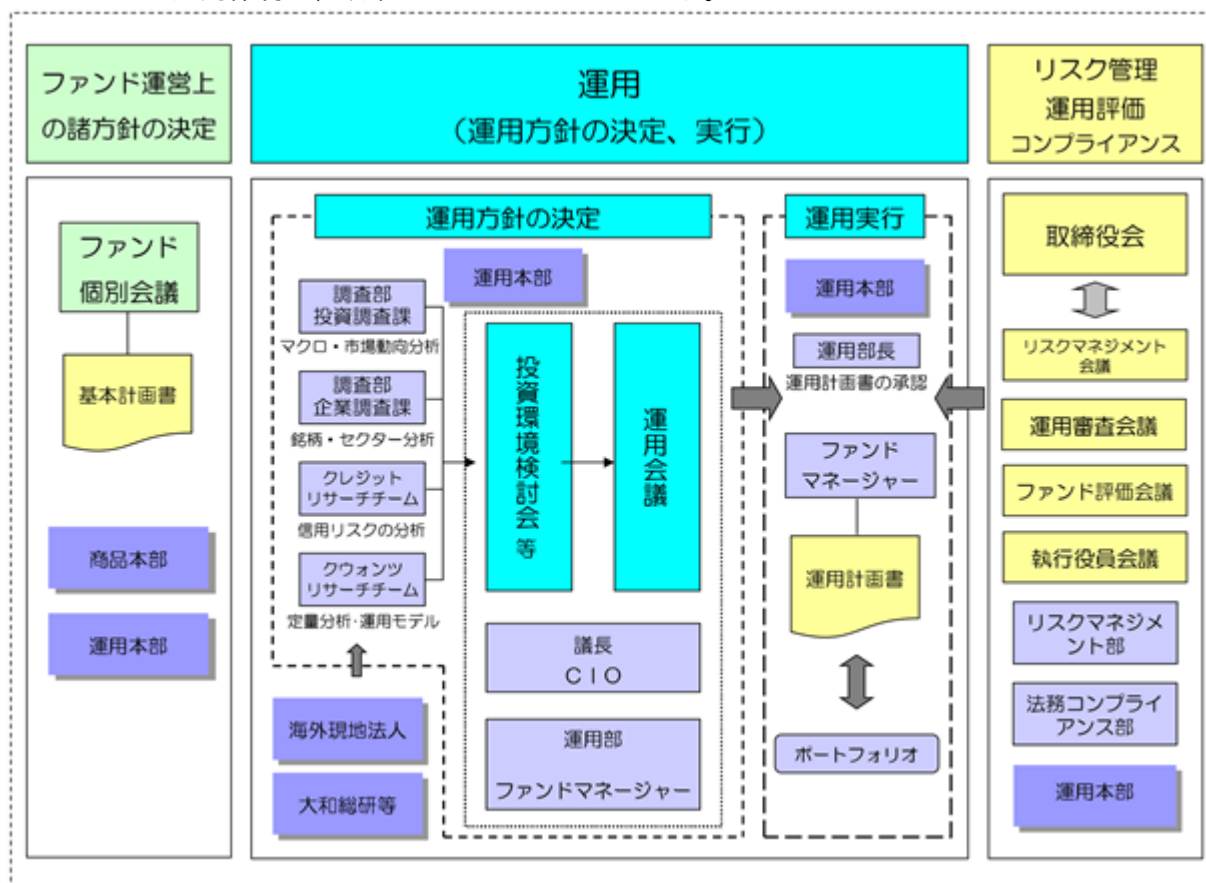 ファンド運営上
の諸方針の決定
運用
（運用方針の決定、実行）
リスク管理
運用評価
コンプライアンス
ファンド
個別会議
基本計画書
商品本部
運用本部
運用方針の決定
運用本部
調査部
投資調査課
マクロ・市場動向分析
調査部
企業調査課
銘柄・セクター分析
クレジット
リサーチチーム
信用リスクの分析
クウォンツ
リサーチチーム
定量分析・運用モデル
海外現地法人
大和総研等
投資環境検討会 等
運用会議
議長
ＣＩＯ
運用部
ファンドマネージャー
運用実行
運用本部
運用部長
運用計画書の承認
ファンド
マネージャー
運用計画書
ポートフォリオ
取締役会
リスクマネジメント
会議
運用審査会議
ファンド評価会議
執行役員会議
リスクマネジメ
ント部
法務コンプライ
アンス部
運用本部